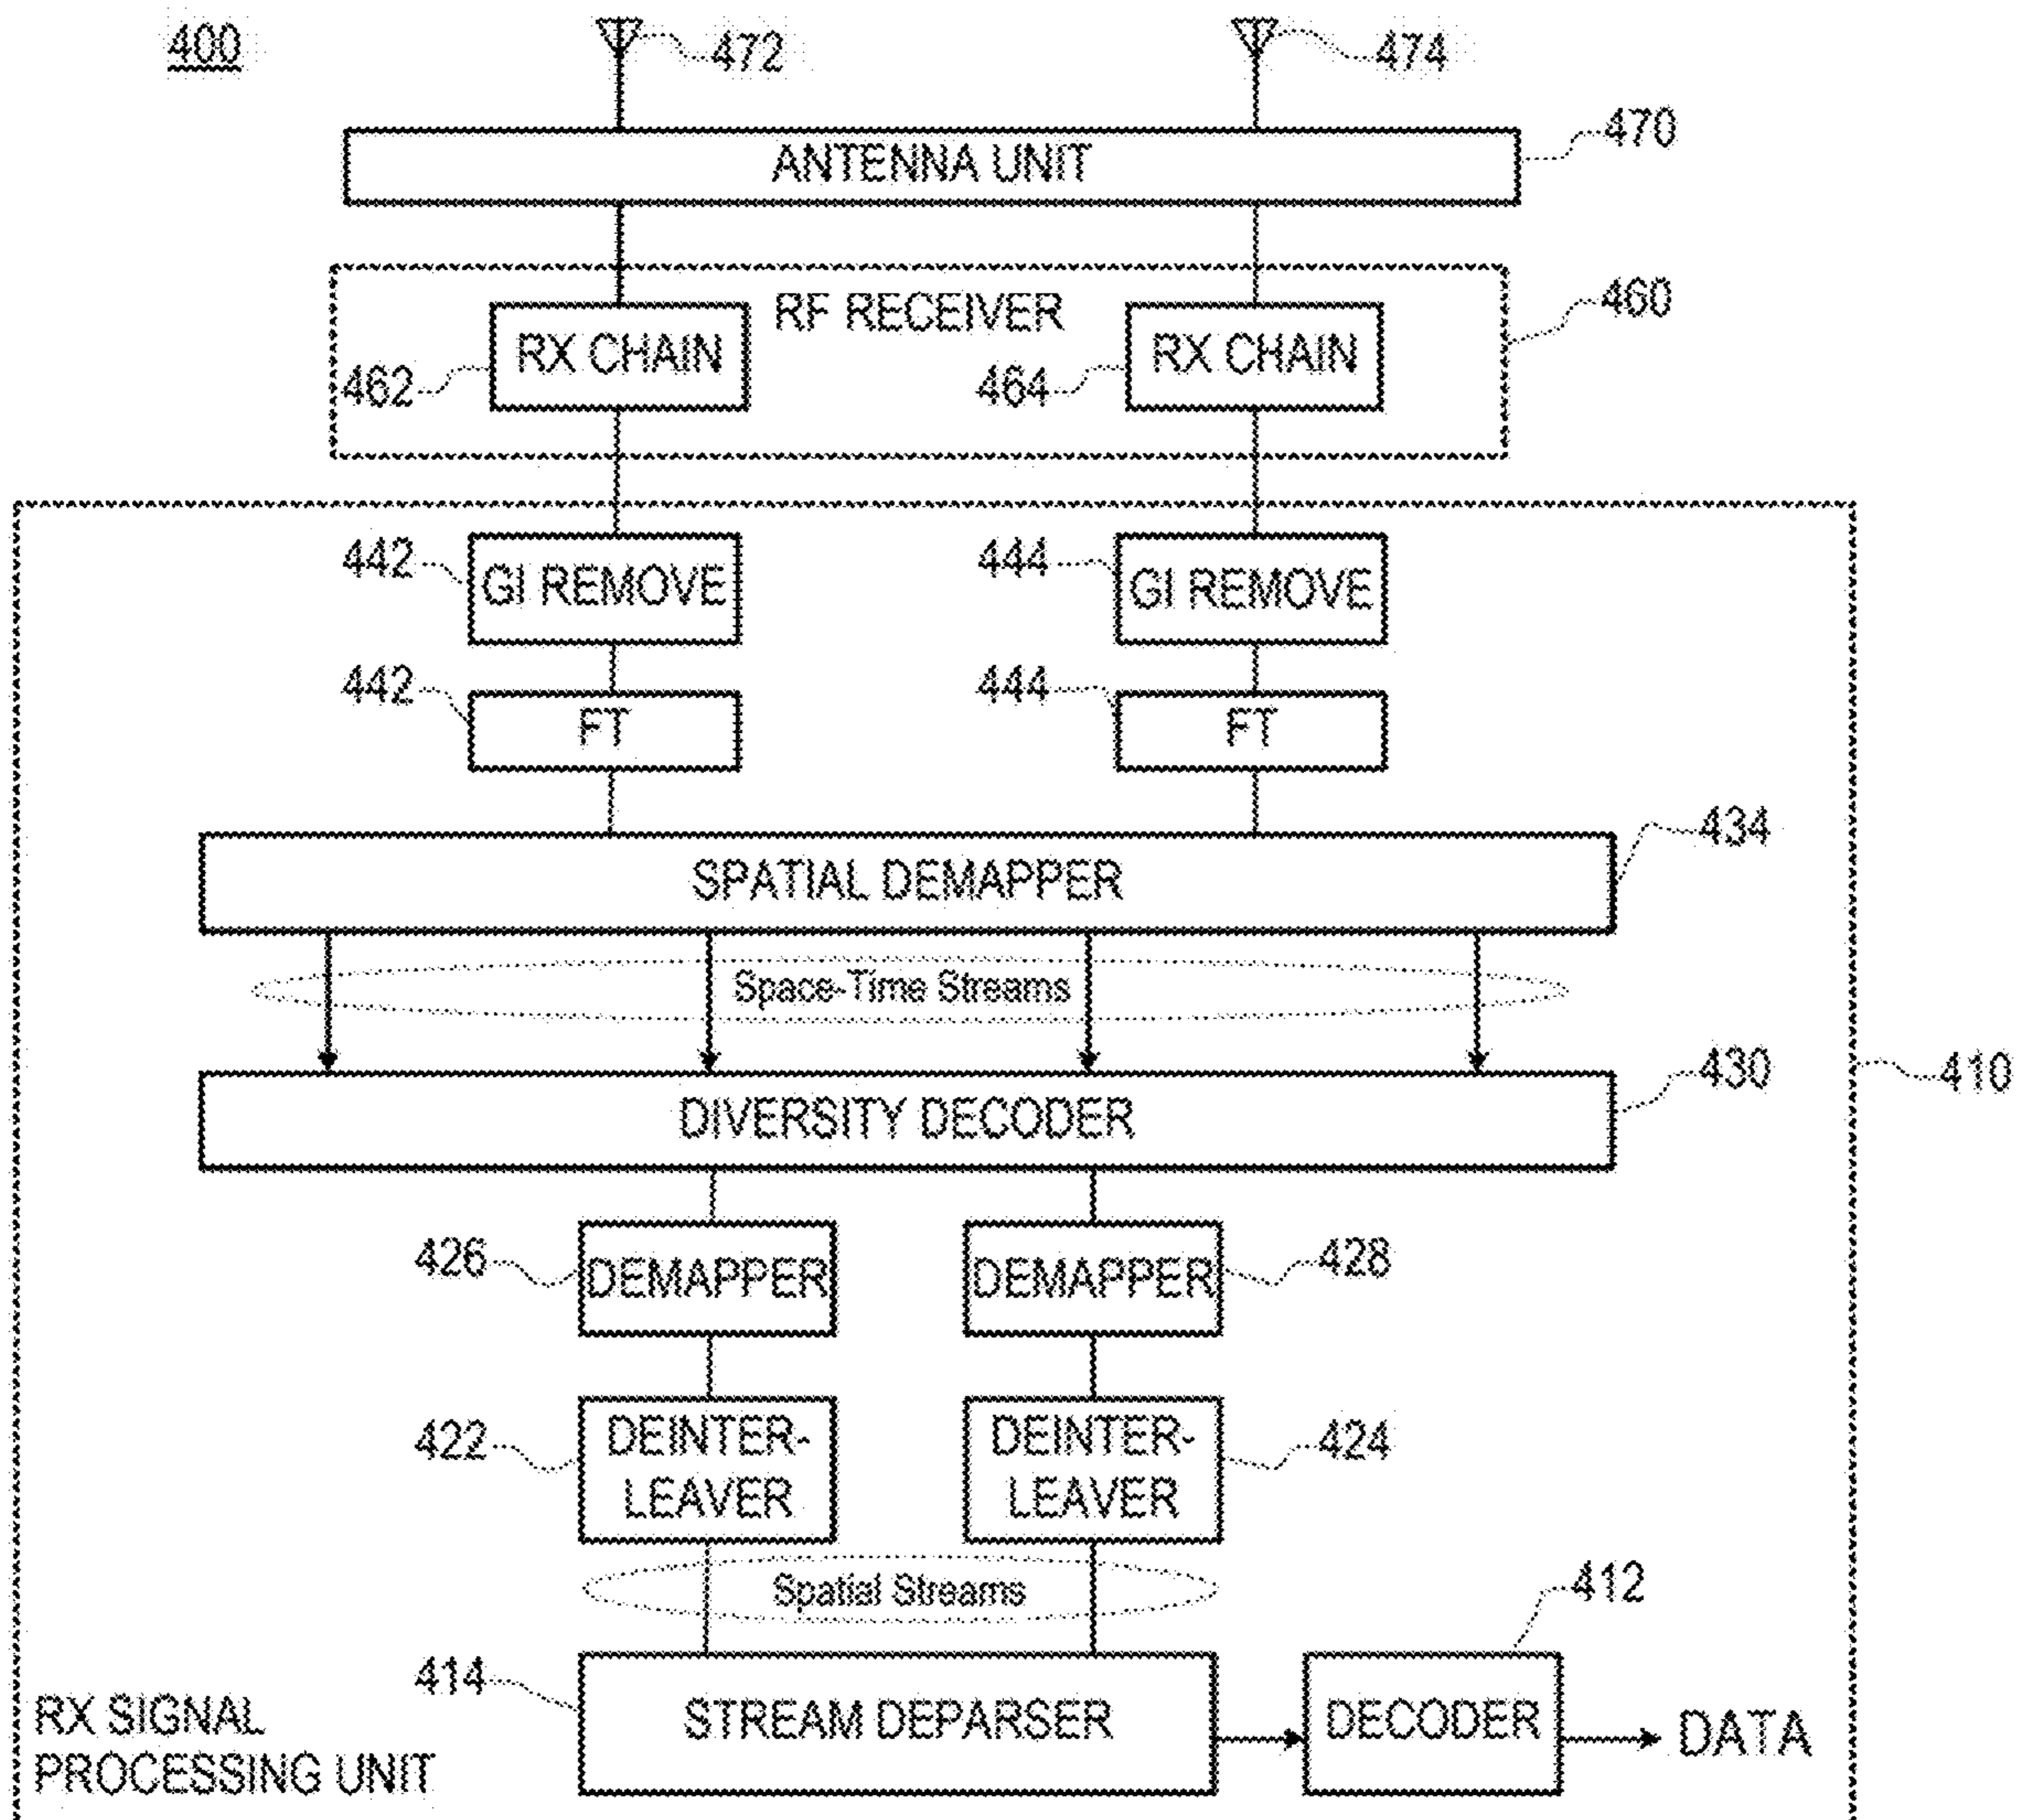 400
472
474
470
ANTENNA UNIT
460
RF RECEIVER
RX CHAIN
RX CHAIN
462
464
442
GI REMOVE
444
GI REMOVE
442
FT
444
FT
434
SPATIAL DEMAPPER
Space-Time Streams
430
410
DIVERSITY DECODER
426
DEMAPPER
DEMAPPER
428
422
DEINTER-
LEAVER
DEINTER-
LEAVER
424
Spatial Streams
412
414
STREAM DEPARSER
DECODER
DATA
RX SIGNAL
PROCESSING UNIT